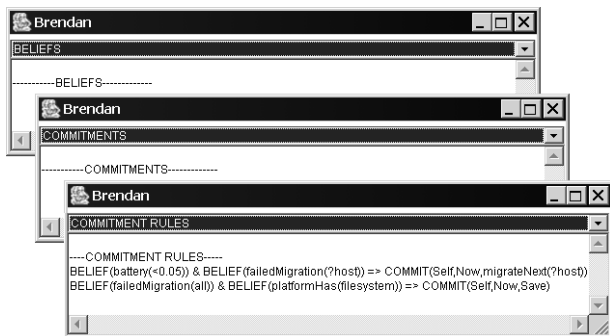 Brendan
BELIEFS
-----------BELIEFS-------------
Brendan
COMMITMENTS
-----------COMMITMENTS-------------
Brendan
COMMITMENT RULES
----COMMITMENT RULES-----
BELIEF(battery(<0.05)) & BELIEF(failedMigration(?host)) => COMMIT(Self,Now,migrateNext(?host))
BELIEF(failedMigration(all)) & BELIEF(platformHas(filesystem)) => COMMIT(Self,Now,Save)